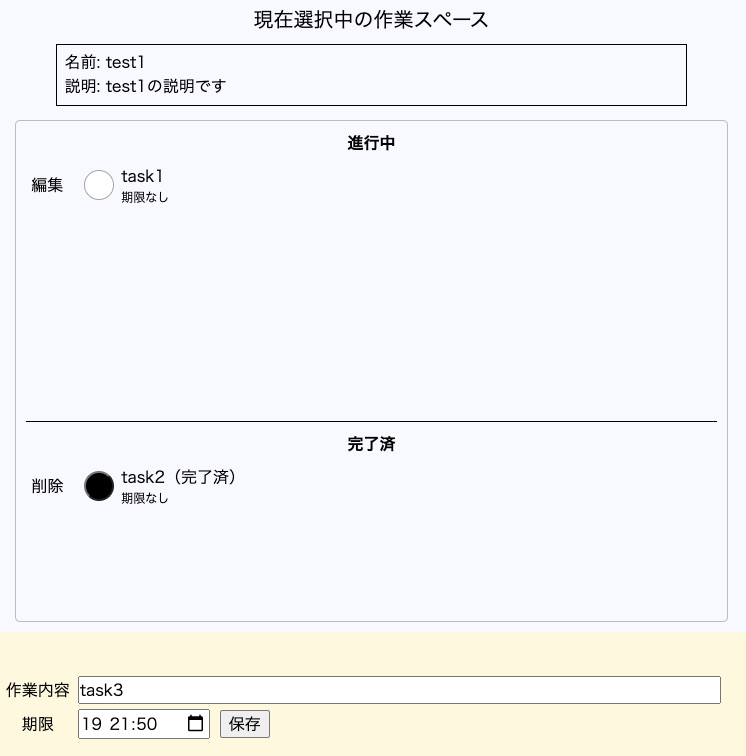 現在選択中の作業スペース
名前: test1
説明: test1の説明です
進行中
編集
task1
期限なし
完了済
削除
task2（完了済）
期限なし
作業内容 task3
期限 19 21:50 保存